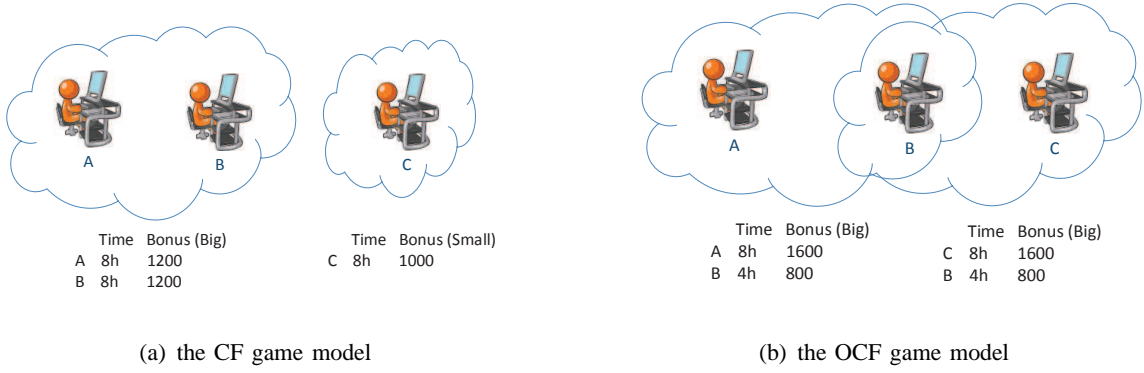 A
B
C
Time Bonus (Big)
A 8h 1200
B 8h 1200
Time Bonus (Small)
C 8h 1000
(a) the CF game model
A
B
C
Time Bonus (Big)
A 8h 1600
B 4h 800
Time Bonus (Big)
C 8h 1600
B 4h 800
(b) the OCF game model